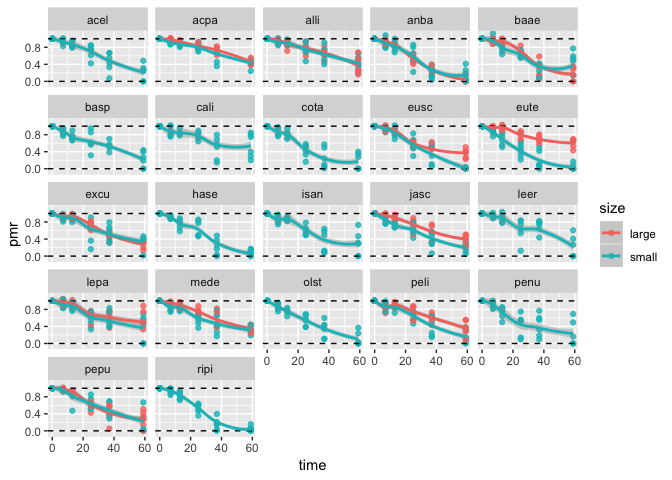 acel acpa alli anba baae
0.8
0.4
0.0
basp cali cota eusc eute
0.8
0.4
0.0
excu hase isan jasc leer
0.8
0.4
0.0
lepa mede olst peli penu
0.8
0.4
0.0
0 20 40 60 0 20 40 60 0 20 40 60
pepu ripi
0.8
0.4
0.0
0 20 40 60 0 20 40 60
time
pmr
size
large
small